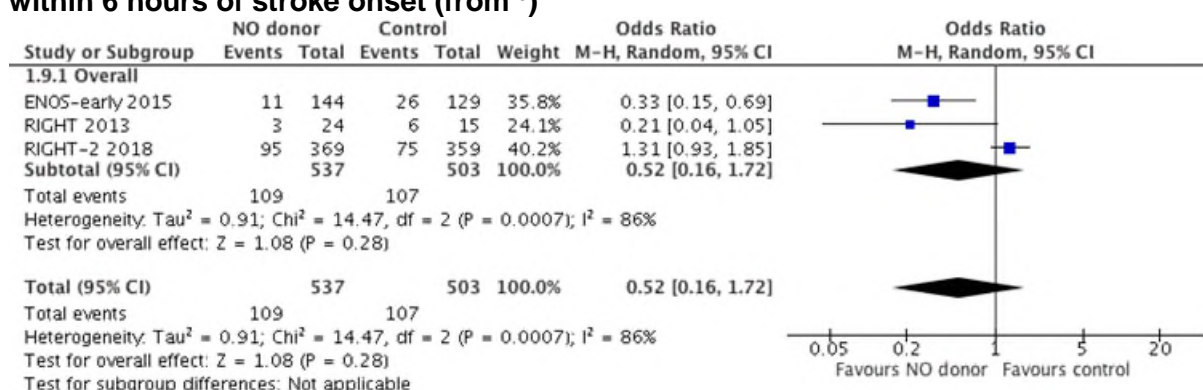 within 6 hours of stroke onset (from
NO donor Control Odds Ratio Odds Ratio
Study or Subgroup Events Total Events Total Weight M-H, Random, 95% CI M-H, Random, 95% CI
1.9.1 Overall
ENOS-early 2015 11 144 26 129 35.8% 0.33 [0.15, 0.69]
RIGHT 2013 3 24 6 15 24.1% 0.21 [0.04, 1.05]
RIGHT-2 2018 95 369 75 359 40.2% 1.31 [0.93, 1.85]
Subtotal (95% CI) 537 503 100.0% 0.52 [0.16, 1.72]
Total events 109 107
Heterogeneity: Tau² = 0.91; Chi² = 14.47, df = 2 (P = 0.0007); I² = 86%
Test for overall effect: Z = 1.08 (P = 0.28)
Total (95% CI) 537 503 100.0% 0.52 [0.16, 1.72]
Total events 109 107
Heterogeneity: Tau² = 0.91; Chi² = 14.47, df = 2 (P = 0.0007); I² = 86%
Test for overall effect: Z = 1.08 (P = 0.28)
Test for subgroup differences: Not applicable
0.05 0.2 1 5 20
Favours NO donor Favours control